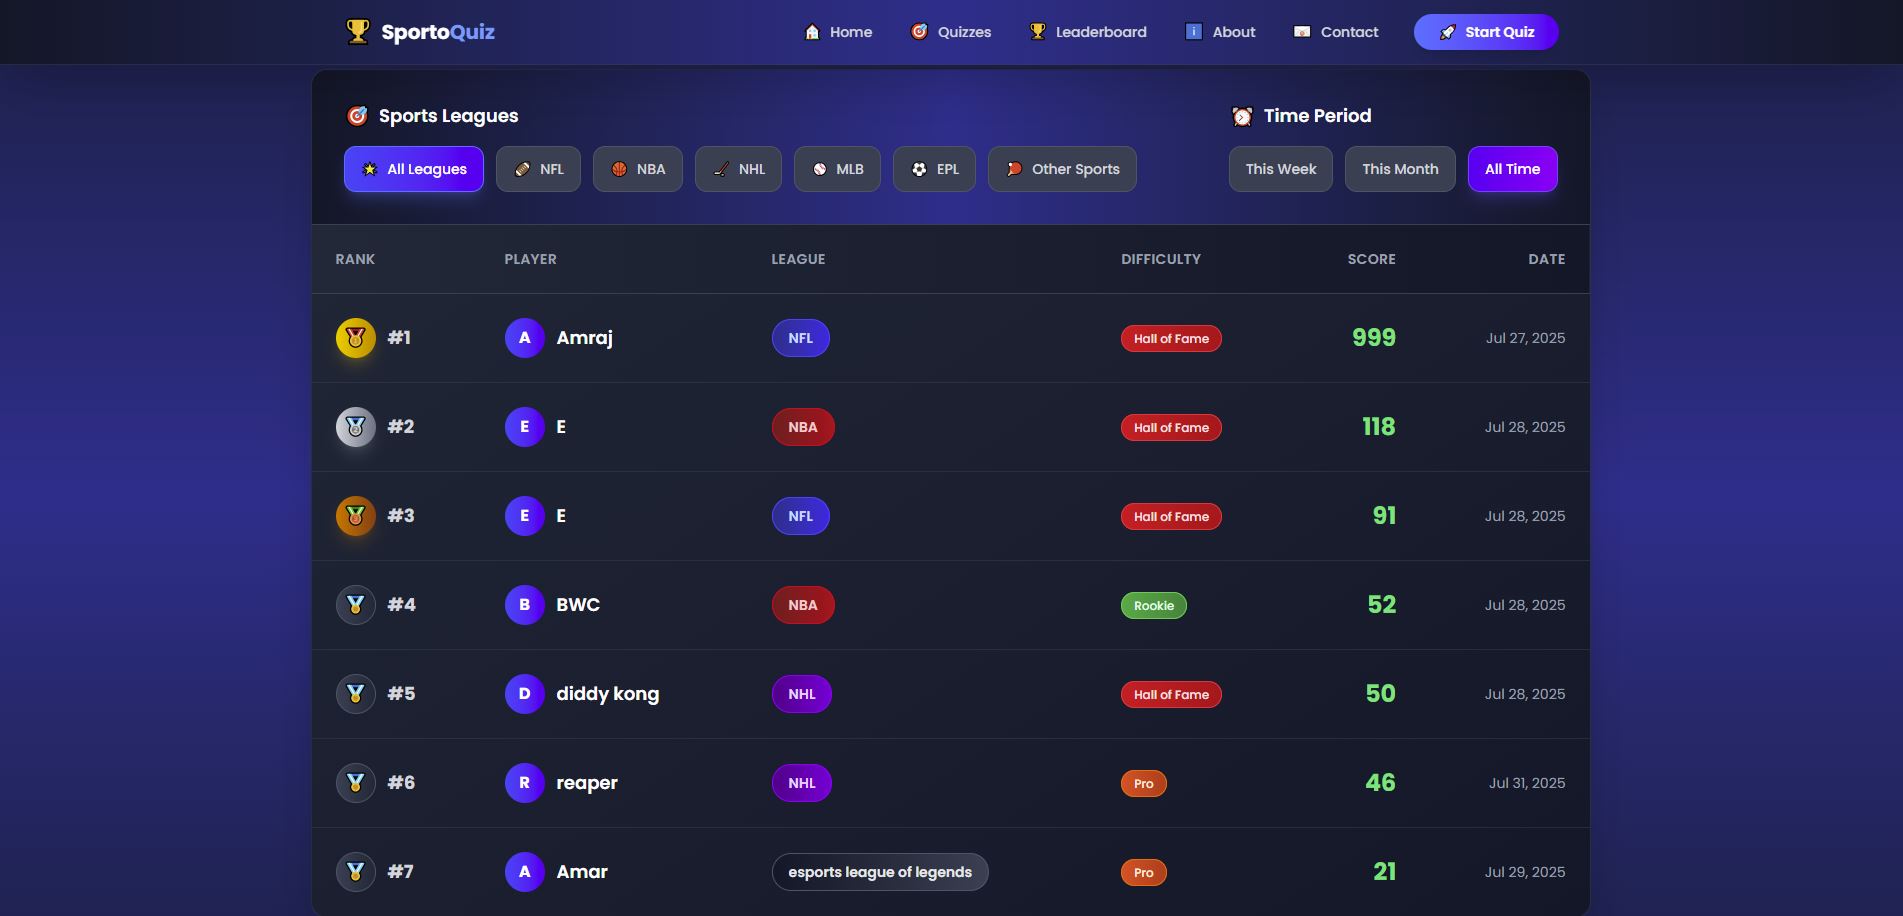 SportoQuiz Home Quizzes Leaderboard About Contact Start Quiz
Sports Leagues Time Period
All Leagues NFL NBA NHL MLB EPL Other Sports This Week This Month All Time
RANK PLAYER LEAGUE DIFFICULTY SCORE DATE
#1 A Amraj NFL Hall of Fame 999 Jul 27, 2025
#2 E E NBA Hall of Fame 118 Jul 28, 2025
#3 E E NFL Hall of Fame 91 Jul 28, 2025
#4 B BWC NBA Rookie 52 Jul 28, 2025
#5 D diddy kong NHL Hall of Fame 50 Jul 28, 2025
#6 R reaper NHL Pro 46 Jul 31, 2025
#7 A Amar esports league of legends Pro 21 Jul 29, 2025